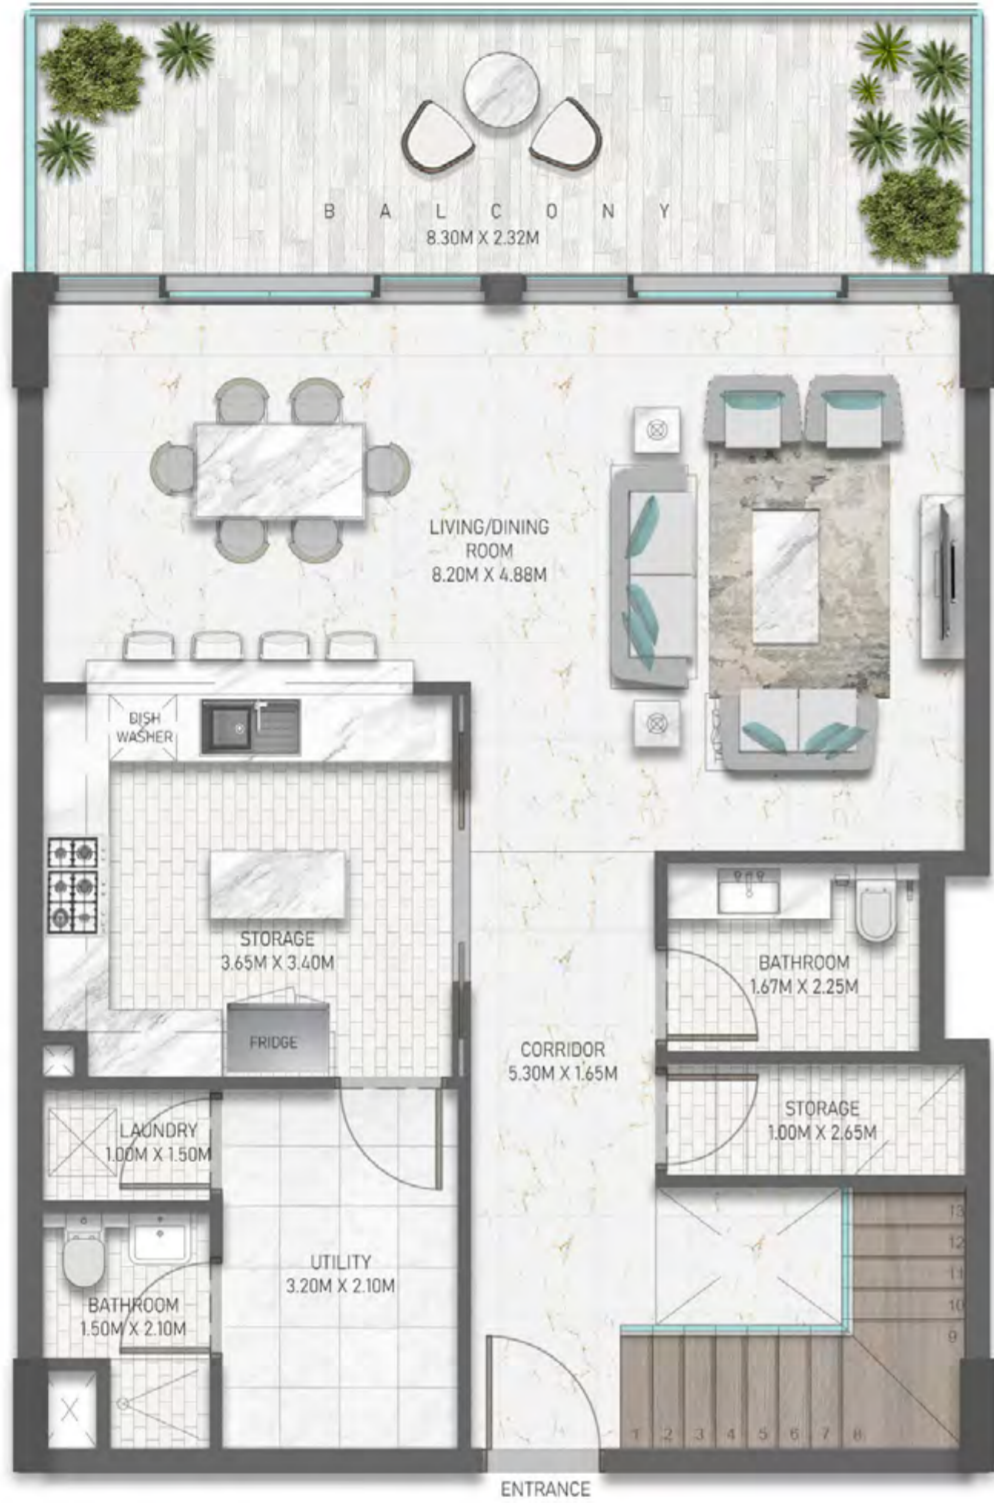 B A L C O N Y
8.30M X 2.32M
LIVING/DINING
ROOM
8.20M X 4.88M
DISH
WASHER
STORAGE
3.65M X 3.40M
FRIDGE
BATHROOM
1.67M X 2.25M
CORRIDOR
5.30M X 1.65M
STORAGE
1.00M X 2.65M
LAUNDRY
1.00M X 1.50M
UTILITY
3.20M X 2.10M
BATHROOM
1.50M X 2.10M
13
12
11
10
9
1 2 3 4 5 6 7 8
ENTRANCE